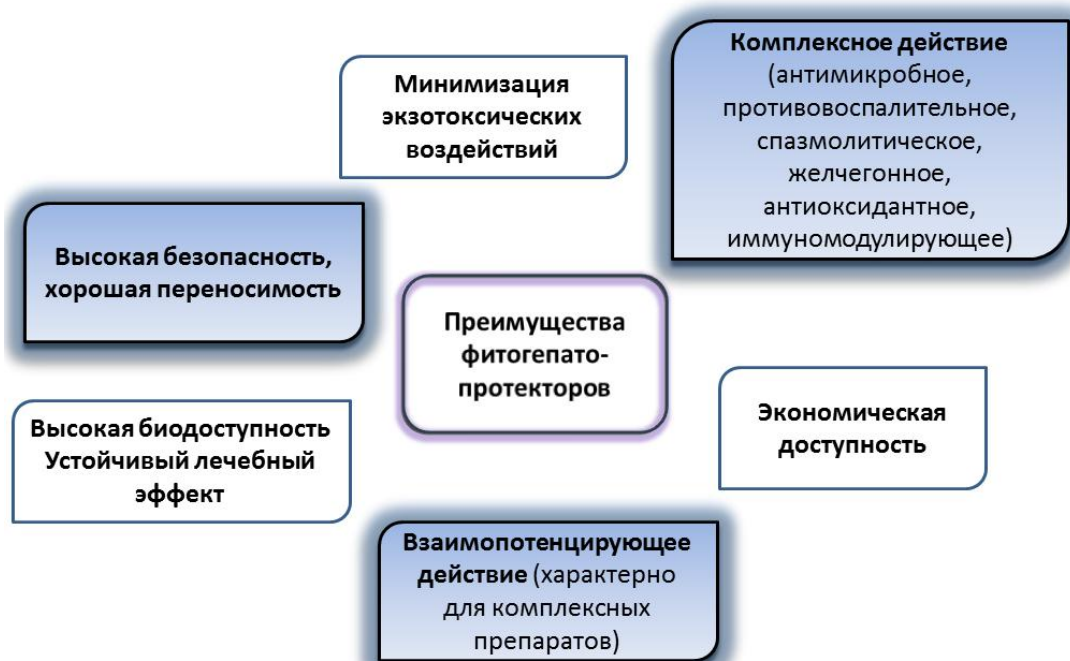 Минимизация
экзотоксических
воздействий
Комплексное действие
(антимикробное,
противовоспалительное,
спазмолитическое,
желчегонное,
антиоксидантное,
иммуномодулирующее)
Высокая безопасность,
хорошая переносимость
Преимущества
фитогепато-
протекторов
Высокая биодоступность
Устойчивый лечебный
эффект
Экономическая
доступность
Взаимопотенцирующее
действие (характерно
для комплексных
препаратов)